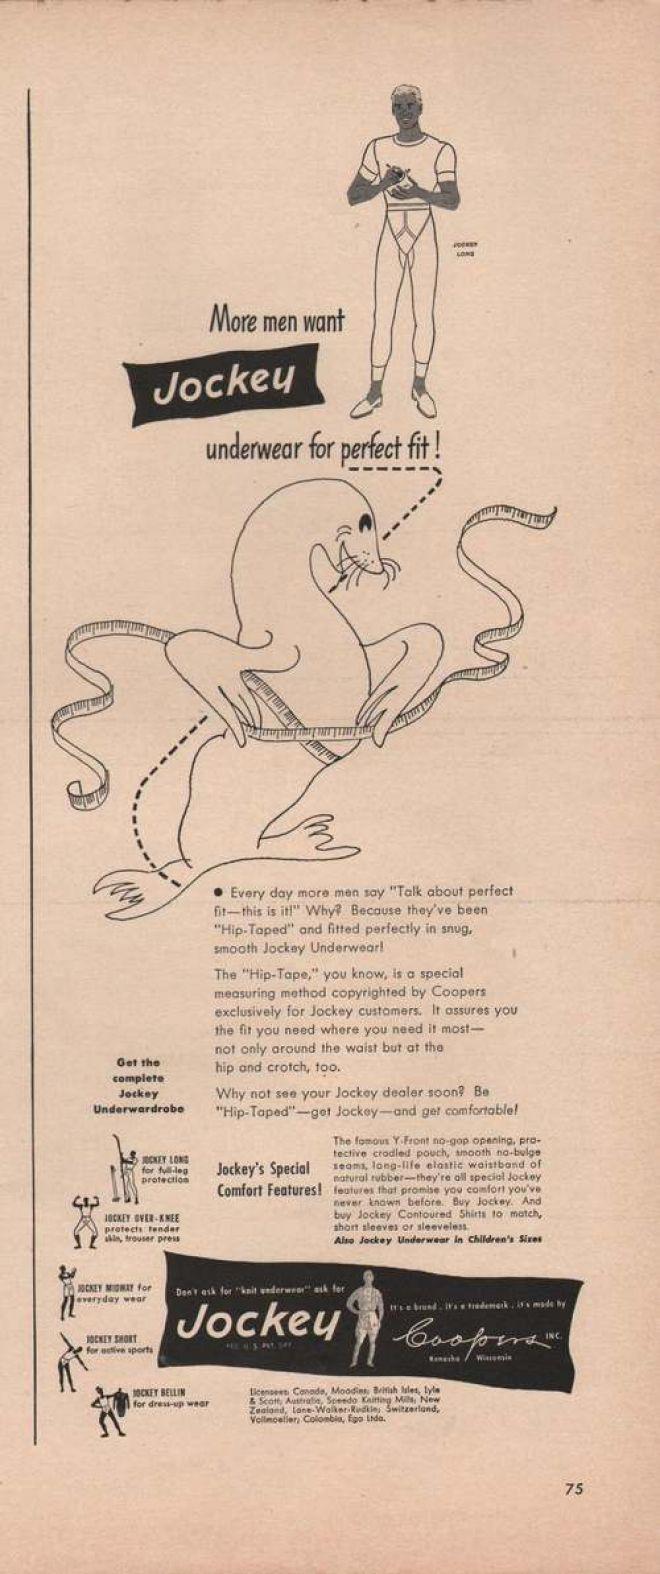 JOCKEY
LONG
More men want
Jockey
underwear for perfect fit!
● Every day more men say "Talk about perfect
fit—this is it!" Why? Because they've been
"Hip-Taped" and fitted perfectly in snug,
smooth Jockey Underwear!
The "Hip-Tape," you know, is a special
measuring method copyrighted by Coopers
exclusively for Jockey customers. It assures you
the fit you need where you need it most—
not only around the waist but at the
hip and crotch, too.
Why not see your Jockey dealer soon? Be
"Hip-Taped"—get Jockey—and get comfortable!
Get the
complete
Jockey
Underwardrobe
JOCKEY LONG
for full-leg
protection
JOCKEY OVER-KNEE
protects tender
skin, trouser press
JOCKEY MIDWAY for
everyday wear
JOCKEY SHORT
for active sports
JOCKEY BELLIN
for dress-up wear
Jockey's Special
Comfort Features!
The famous Y-Front no-gap opening, pro-
tective cradled pouch, smooth no-bulge
seams, long-life elastic waistband of
natural rubber—they're all special Jockey
features that promise you comfort you've
never known before. Buy Jockey. And
buy Jockey Contoured Shirts to match,
short sleeves or sleeveless.
Also Jockey Underwear in Children's Sizes
Don't ask for "knit underwear" ask for
Jockey
REG. U. S. PAT. OFF.
It's a brand . it's a trademark . it's made by
Coopers INC.
Kenosha Wisconsin
Licensees: Canada, Moodies; British Isles, Lyle
& Scott; Australia, Speedo Knitting Mills; New
Zealand, Lane-Walker-Rudkin; Switzerland,
Vollmoeller; Colombia, Ego Ltda.
75